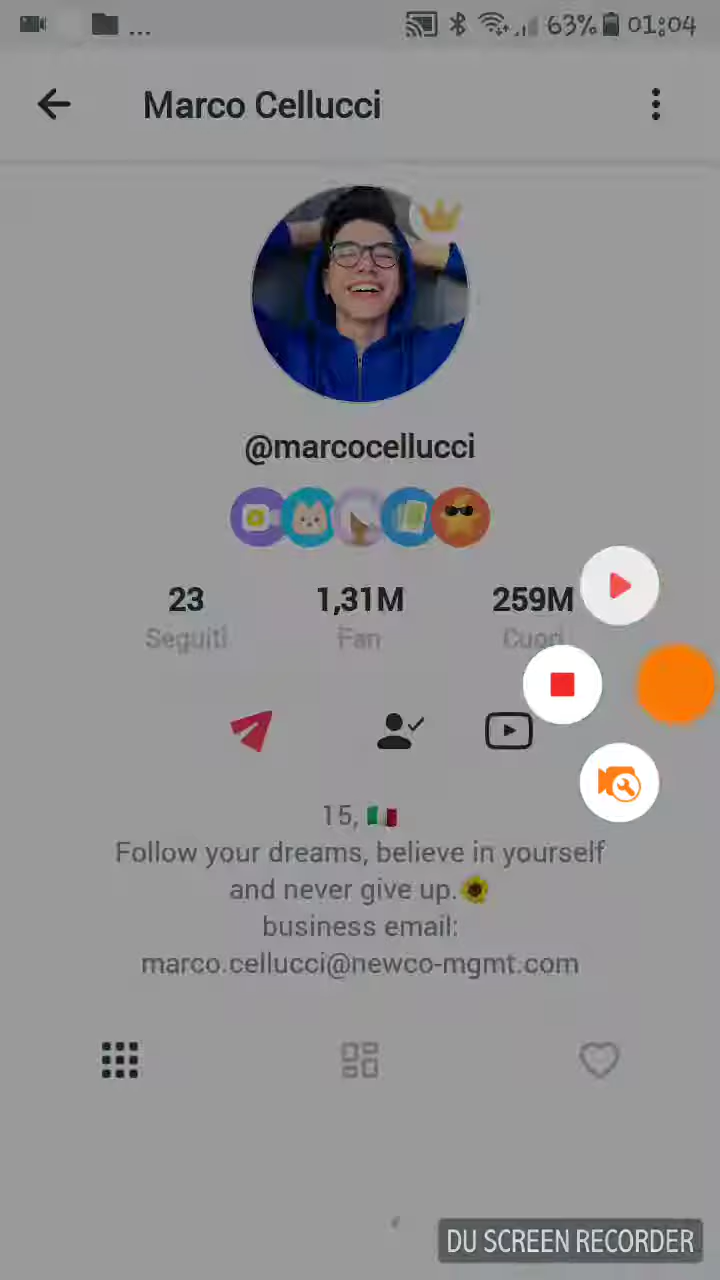 ... 63% 01:04
Marco Cellucci
@marcocellucci
23 1,31M 259M
Seguiti Fan Cuori
15,
Follow your dreams, believe in yourself
and never give up.
business email:
marco.cellucci@newco-mgmt.com
DU SCREEN RECORDER